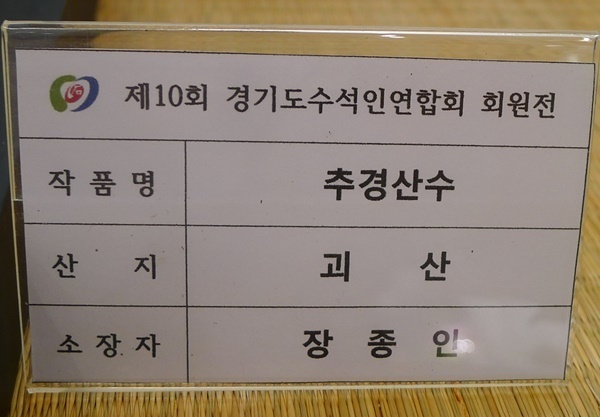 제10회 경기도수석인연합회 회원전
작 품 명 추경산수
산 지 괴 산
소 장 자 장 종 인